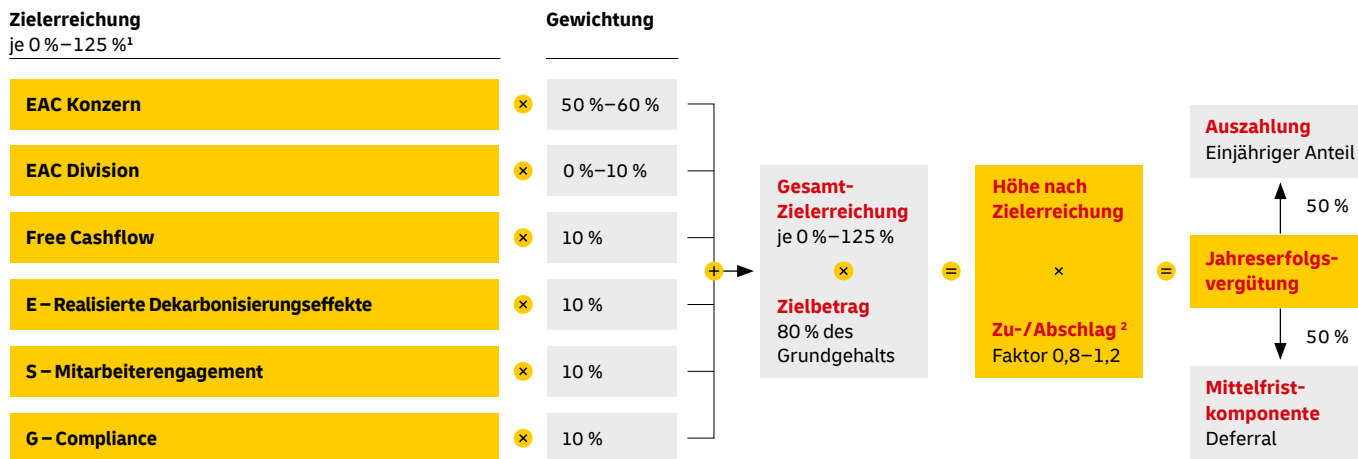 Zielerreichung
je 0 %–125 %¹
Gewichtung
EAC Konzern
×
50 %–60 %
EAC Division
×
0 %–10 %
Free Cashflow
×
10 %
E – Realisierte Dekarbonisierungseffekte
×
10 %
S – Mitarbeiterengagement
×
10 %
G – Compliance
×
10 %
+
Gesamt-
Zielerreichung
je 0 %–125 %
×
Zielbetrag
80 % des
Grundgehalts
=
Höhe nach
Zielerreichung
×
Zu-/Abschlag ²
Faktor 0,8–1,2
=
Auszahlung
Einjähriger Anteil
50 %
Jahreserfolgs-
vergütung
50 %
Mittelfrist-
komponente
Deferral